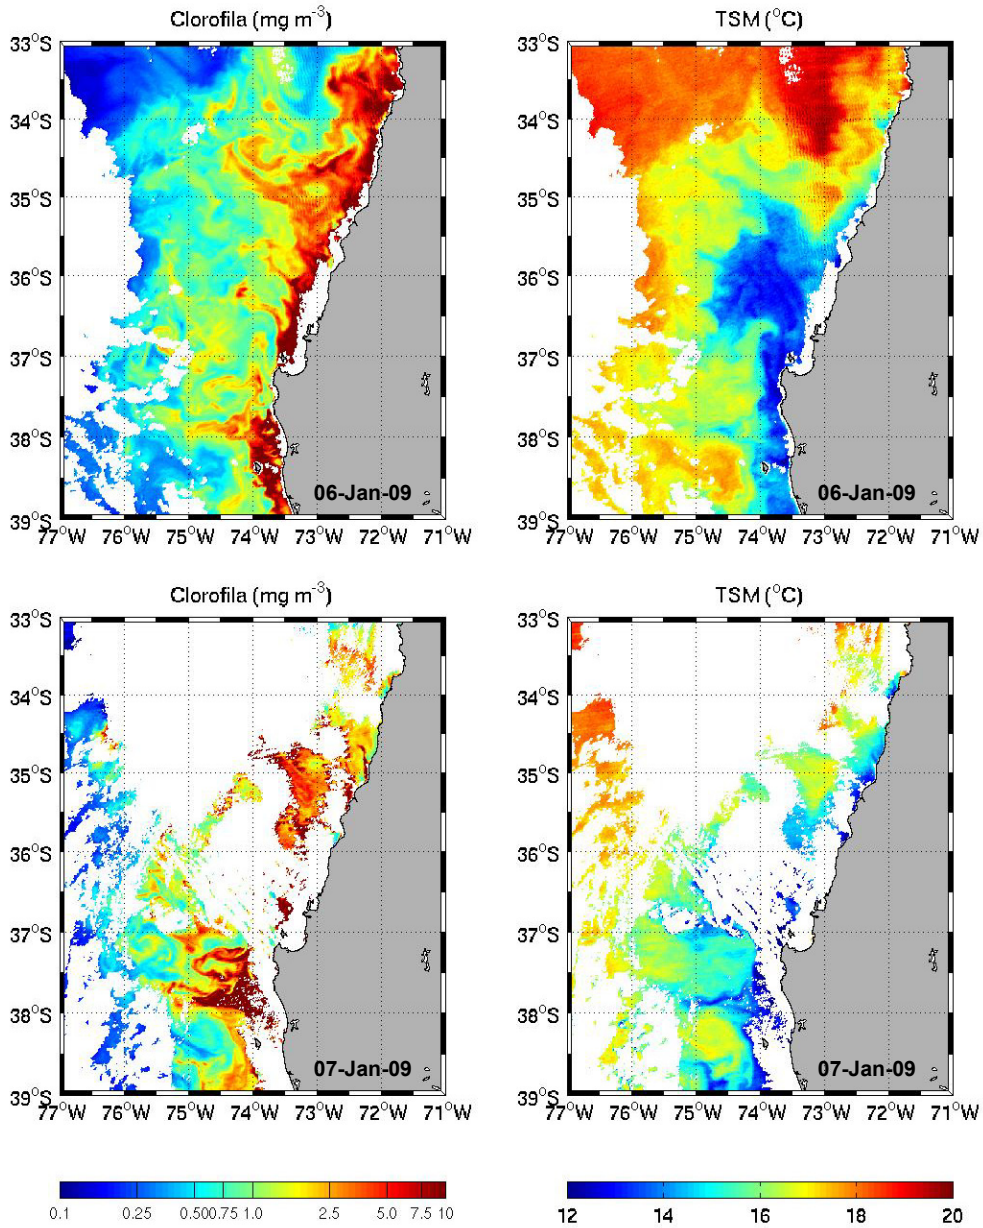 Clorofila (mg m⁻³)
TSM (°C)
33°S
34°S
35°S
36°S
37°S
38°S
39°S
77°W 76°W 75°W 74°W 73°W 72°W 71°W
06-Jan-09
33°S
34°S
35°S
36°S
37°S
38°S
39°S
77°W 76°W 75°W 74°W 73°W 72°W 71°W
06-Jan-09
Clorofila (mg m⁻³)
TSM (°C)
33°S
34°S
35°S
36°S
37°S
38°S
39°S
77°W 76°W 75°W 74°W 73°W 72°W 71°W
07-Jan-09
33°S
34°S
35°S
36°S
37°S
38°S
39°S
77°W 76°W 75°W 74°W 73°W 72°W 71°W
07-Jan-09
0.1 0.25 0.50 0.75 1.0 2.5 5.0 7.5 10
12 14 16 18 20